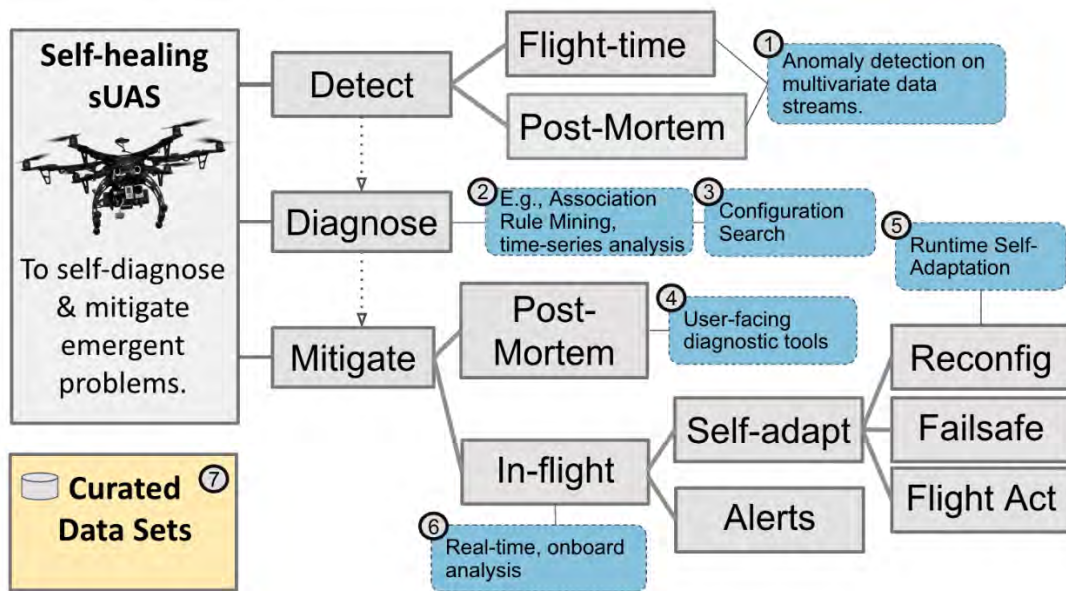 Self-healing
sUAS
To self-diagnose
& mitigate
emergent
problems.
7
Curated
Data Sets
Detect
Flight-time
Post-Mortem
1
Anomaly detection on
multivariate data
streams.
Diagnose
2
E.g., Association
Rule Mining,
time-series analysis
3
Configuration
Search
Mitigate
Post-
Mortem
4
User-facing
diagnostic tools
In-flight
6
Real-time, onboard
analysis
Self-adapt
Alerts
5
Runtime Self-
Adaptation
Reconfig
Failsafe
Flight Act